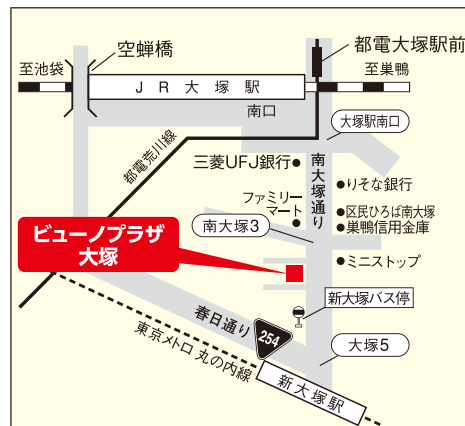 空蝉橋
都電大塚駅前
至池袋
至巣鴨
JR大塚駅
南口
大塚駅南口
都電荒川線
三菱UFJ銀行
南大塚通り
りそな銀行
ファミリー
マート
区民ひろば南大塚
巣鴨信用金庫
南大塚3
ビューノプラザ
大塚
ミニストップ
新大塚バス停
春日通り
254
大塚5
東京メトロ 丸の内線
新大塚駅